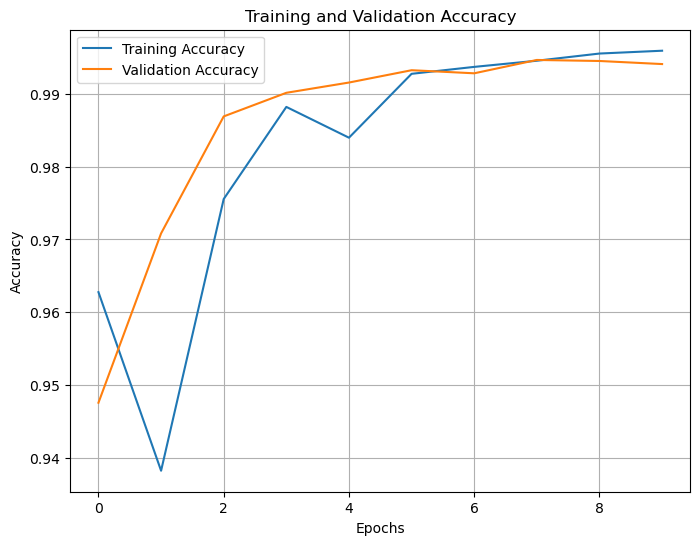 Training and Validation Accuracy
Training Accuracy
Validation Accuracy
0.99
0.98
0.97
0.96
0.95
0.94
Accuracy
0
2
4
6
8
Epochs